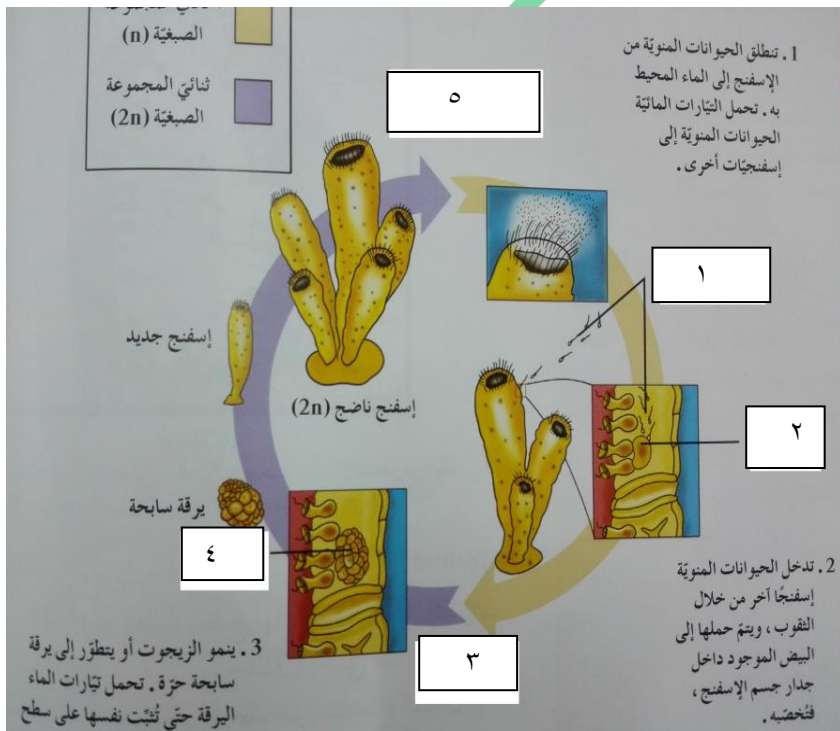 الصبغيّة (n)
ثنائيّ المجموعة
الصبغيّة (2n)
٥
1. تنطلق الحيوانات المنويّة من
الإسفنج إلى الماء المحيط
به. تحمل التيّارات المائيّة
الحيوانات المنويّة إلى
إسفنجيّات أخرى.
١
إسفنج جديد
إسفنج ناضج (2n)
٢
يرقة سابحة
٤
2. تدخل الحيوانات المنويّة
إسفنجًا آخر من خلال
الثقوب، ويتمّ حملها إلى
البيض الموجود داخل
جدار جسم الإسفنج،
فتُخصّبه.
٣
3. ينمو الزيجوت أو يتطوّر إلى يرقة
سابحة حرّة. تحمل تيّارات الماء
اليرقة حتّى تُثبّت نفسها على سطح